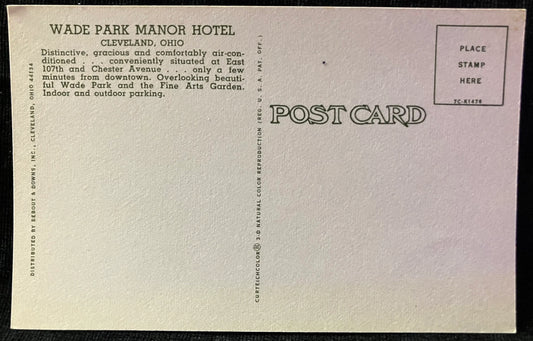 WADE PARK MANOR HOTEL
CLEVELAND, OHIO
Distinctive, gracious and comfortably air-con-
ditioned . . . conveniently situated at East
107th and Chester Avenue . . . only a few
minutes from downtown. Overlooking beauti-
ful Wade Park and the Fine Arts Garden.
Indoor and outdoor parking.
DISTRIBUTED BY DEBOUT & DOWNS, INC., CLEVELAND, OHIO 44134
CURTEICHCOLOR® 3-D NATURAL COLOR REPRODUCTION (REG. U. S. A. PAT. OFF.)
POST CARD
PLACE
STAMP
HERE
7C-K1476